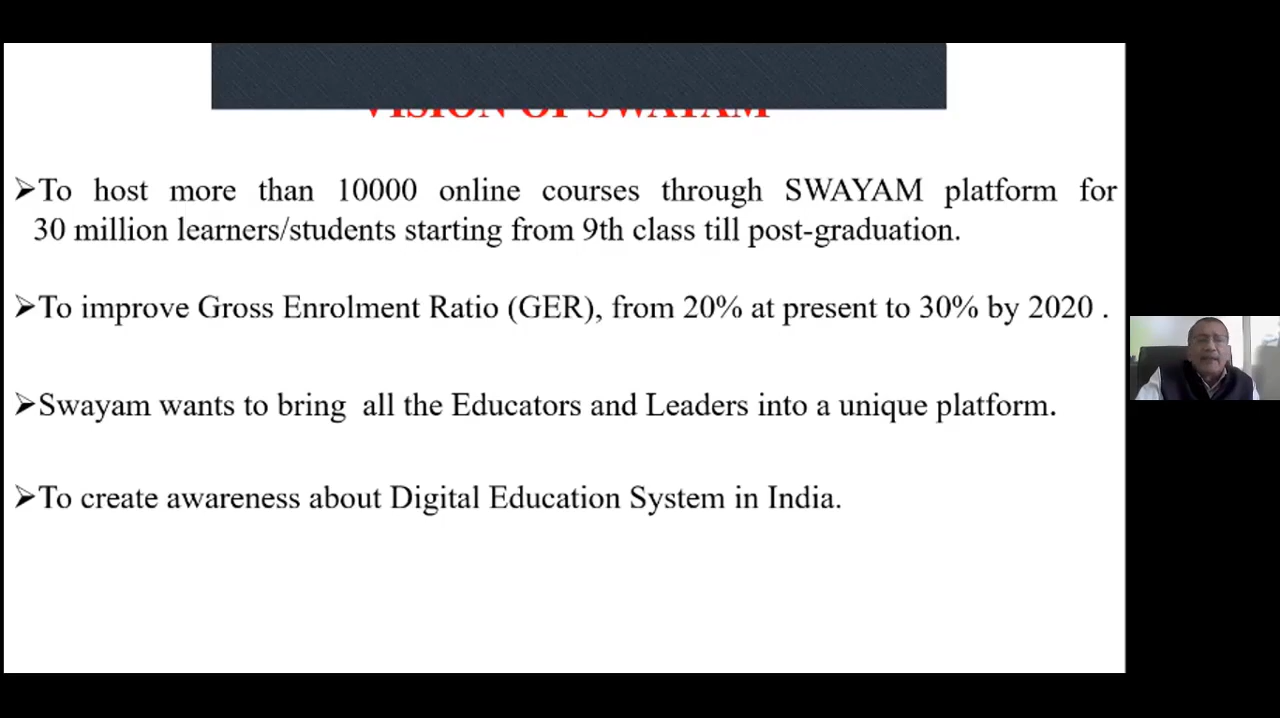 VISION OF SWAYAM
➢To host more than 10000 online courses through SWAYAM platform for
30 million learners/students starting from 9th class till post-graduation.
➢To improve Gross Enrolment Ratio (GER), from 20% at present to 30% by 2020 .
➢Swayam wants to bring all the Educators and Leaders into a unique platform.
➢To create awareness about Digital Education System in India.